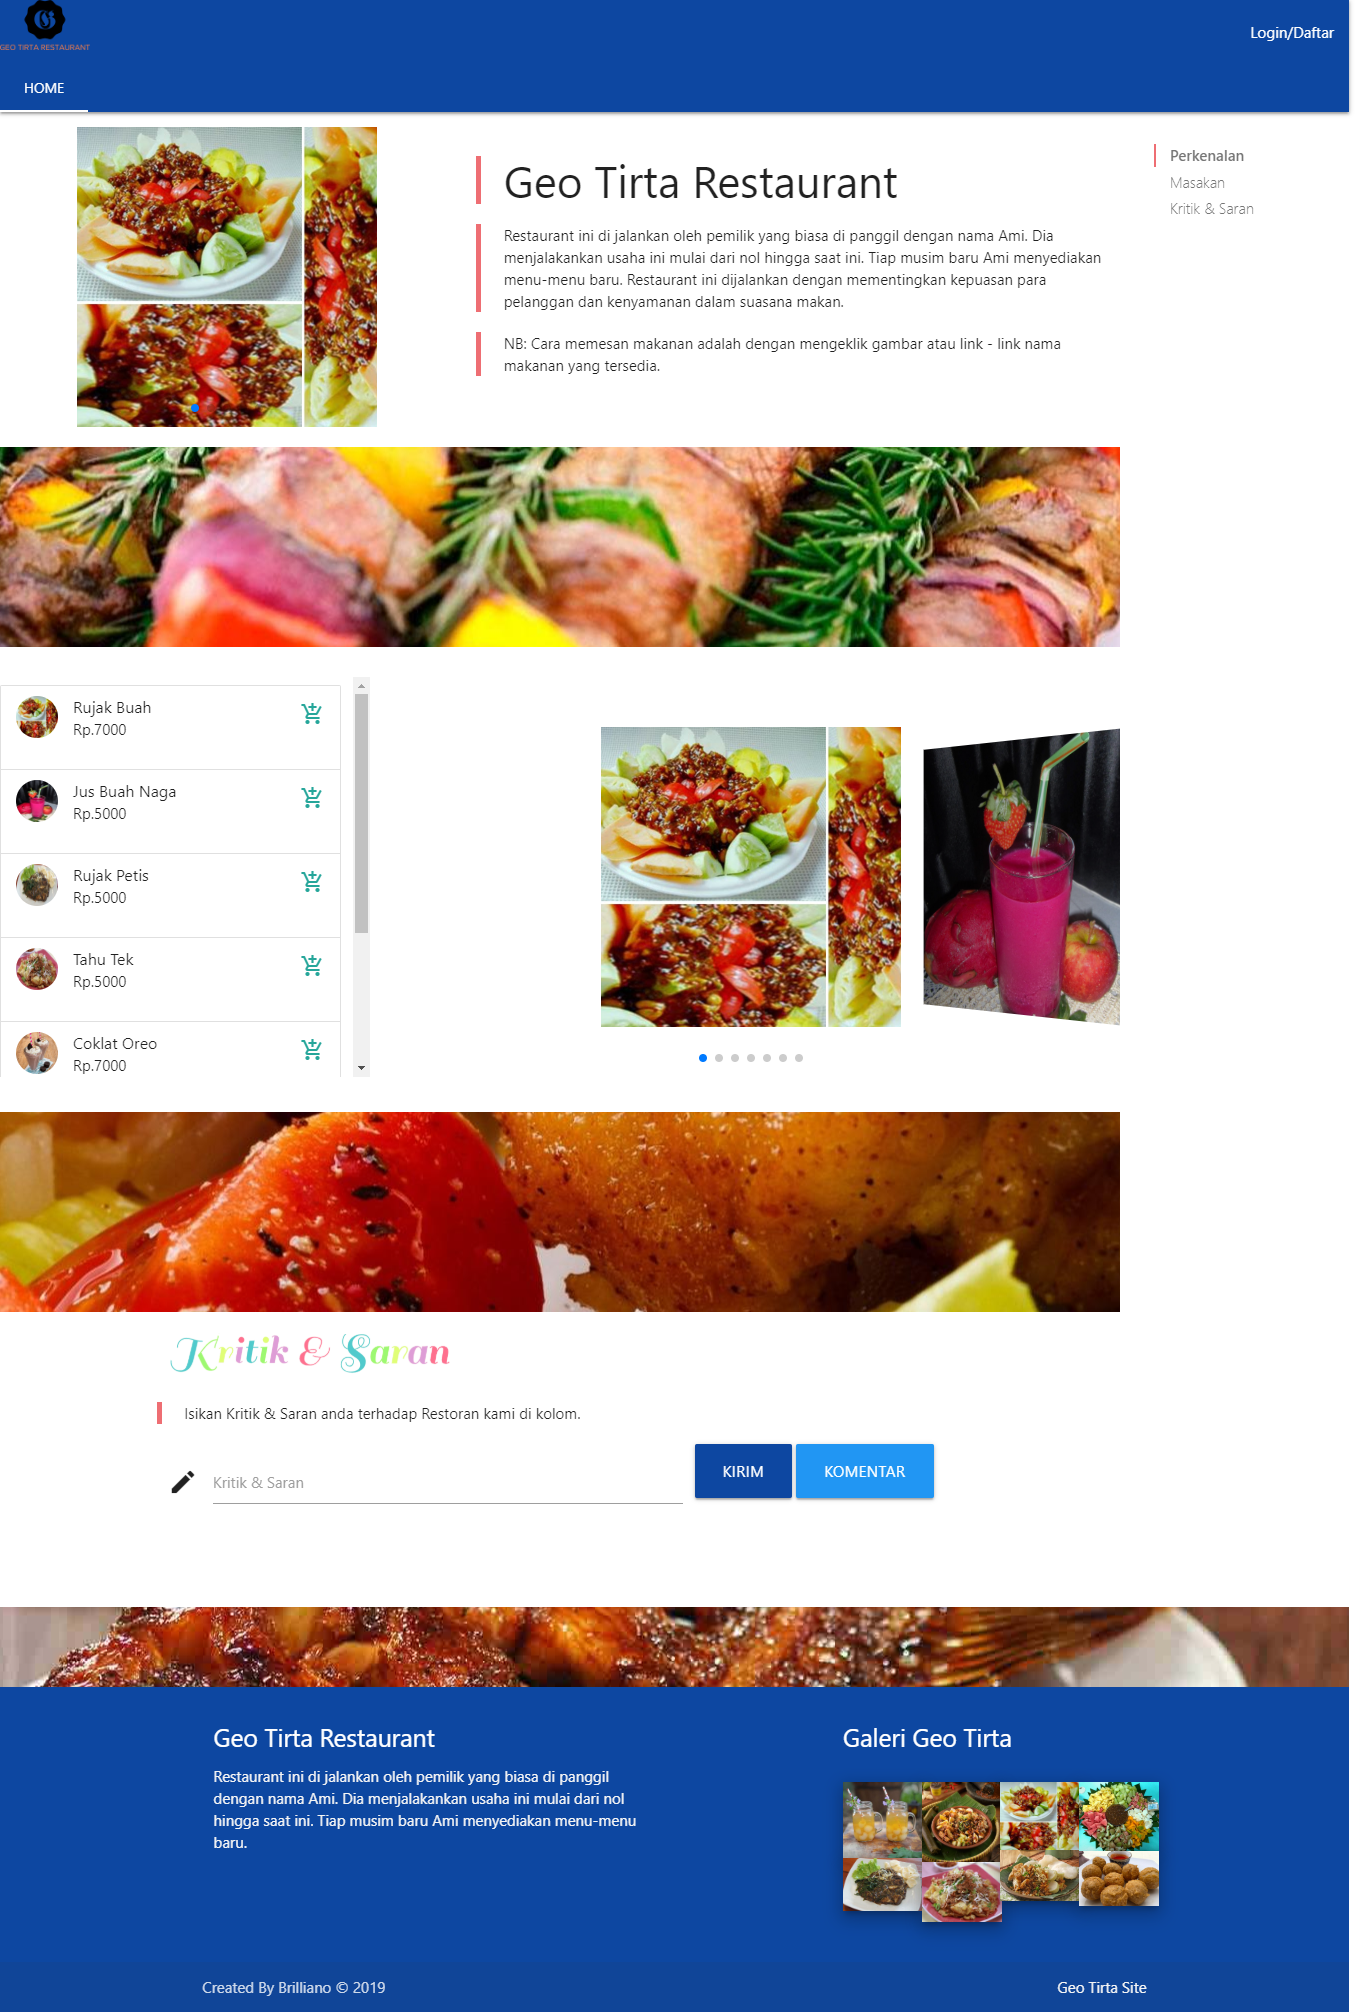 GEO TIRTA RESTAURANT
Login/Daftar
HOME
Geo Tirta Restaurant
Restaurant ini di jalankan oleh pemilik yang biasa di panggil dengan nama Ami. Dia
menjalakankan usaha ini mulai dari nol hingga saat ini. Tiap musim baru Ami menyediakan
menu-menu baru. Restaurant ini dijalankan dengan mementingkan kepuasan para
pelanggan dan kenyamanan dalam suasana makan.
NB: Cara memesan makanan adalah dengan mengeklik gambar atau link - link nama
makanan yang tersedia.
Perkenalan
Masakan
Kritik & Saran
Rujak Buah
Rp.7000
Jus Buah Naga
Rp.5000
Rujak Petis
Rp.5000
Tahu Tek
Rp.5000
Coklat Oreo
Rp.7000
Kritik & Saran
Isikan Kritik & Saran anda terhadap Restoran kami di kolom.
Kritik & Saran
KIRIM
KOMENTAR
Geo Tirta Restaurant
Restaurant ini di jalankan oleh pemilik yang biasa di panggil
dengan nama Ami. Dia menjalakankan usaha ini mulai dari nol
hingga saat ini. Tiap musim baru Ami menyediakan menu-menu
baru.
Galeri Geo Tirta
Created By Brilliano © 2019
Geo Tirta Site